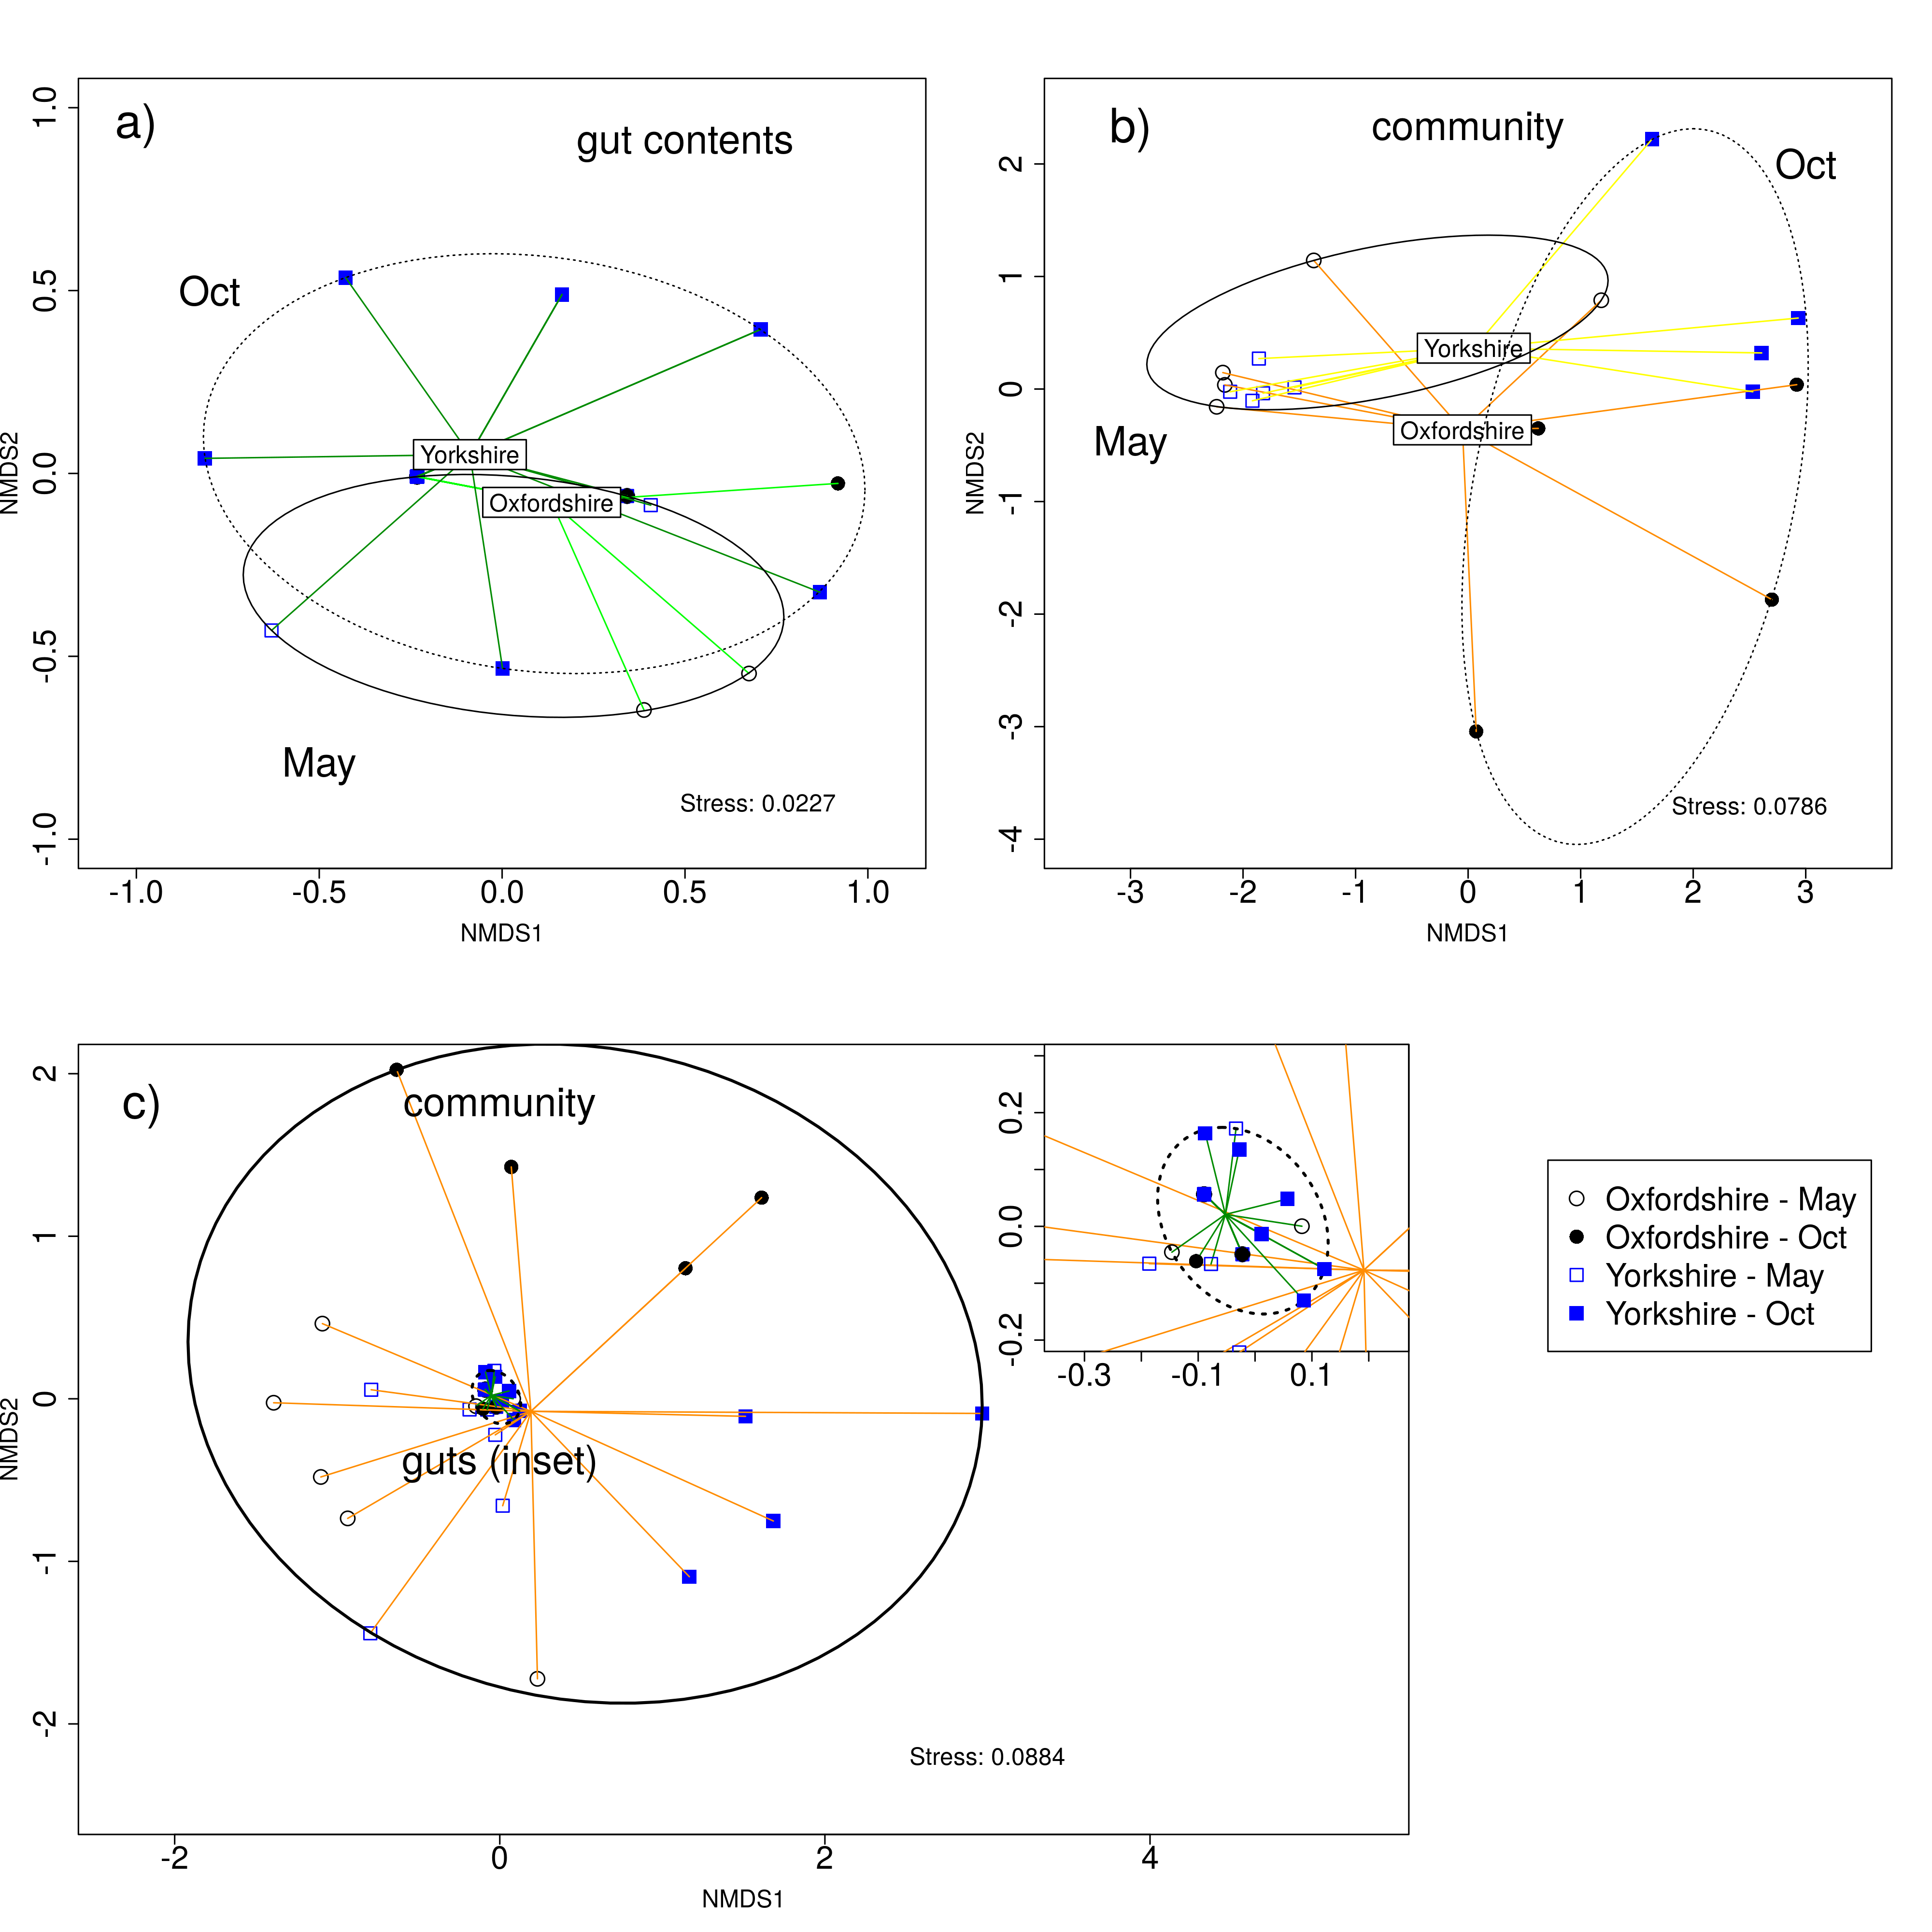 a)
gut contents
Oct
Yorkshire
Oxfordshire
May
Stress: 0.0227
1.0
0.5
0.0
-0.5
-1.0
NMDS2
-1.0 -0.5 0.0 0.5 1.0
NMDS1
b)
community
Oct
Yorkshire
Oxfordshire
May
Stress: 0.0786
2
1
0
-1
-2
-3
-4
NMDS2
-3 -2 -1 0 1 2 3
NMDS1
c)
community
guts (inset)
Stress: 0.0884
2
1
0
-1
-2
NMDS2
-2 0 2 4
NMDS1
0.2
0.0
-0.2
-0.3 -0.1 0.1
Oxfordshire - May
Oxfordshire - Oct
Yorkshire - May
Yorkshire - Oct